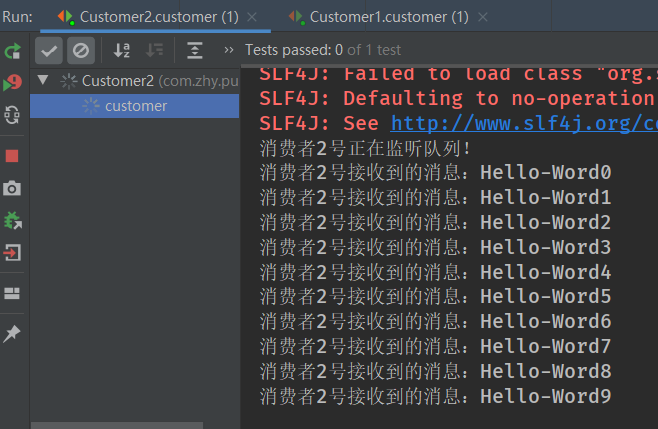 Run: Customer2.customer (1) × Customer1.customer (1) ×
» Tests passed: 0 of 1 test
Customer2 (com.zhy.pu
customer
SLF4J: Failed to load class "org.s
SLF4J: Defaulting to no-operation
SLF4J: See http://www.slf4j.org/co
消费者2号正在监听队列!
消费者2号接收到的消息：Hello-Word0
消费者2号接收到的消息：Hello-Word1
消费者2号接收到的消息：Hello-Word2
消费者2号接收到的消息：Hello-Word3
消费者2号接收到的消息：Hello-Word4
消费者2号接收到的消息：Hello-Word5
消费者2号接收到的消息：Hello-Word6
消费者2号接收到的消息：Hello-Word7
消费者2号接收到的消息：Hello-Word8
消费者2号接收到的消息：Hello-Word9